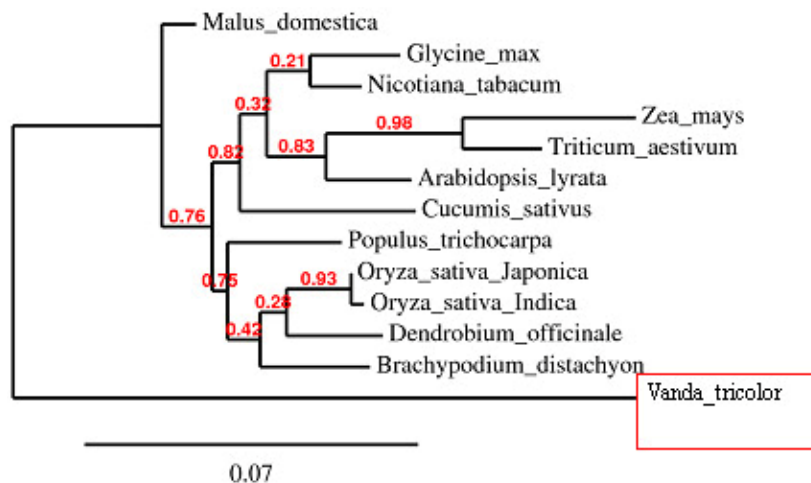 Malus_domestica
Glycine_max
0.21
Nicotiana_tabacum
0.32
Zea_mays
0.98
Triticum_aestivum
0.83
0.82
Arabidopsis_lyrata
Cucumis_sativus
0.76
Populus_trichocarpa
Oryza_sativa_Japonica
0.75
0.93
Oryza_sativa_Indica
0.28
Dendrobium_officinale
0.42
Brachypodium_distachyon
Vanda_tricolor
0.07